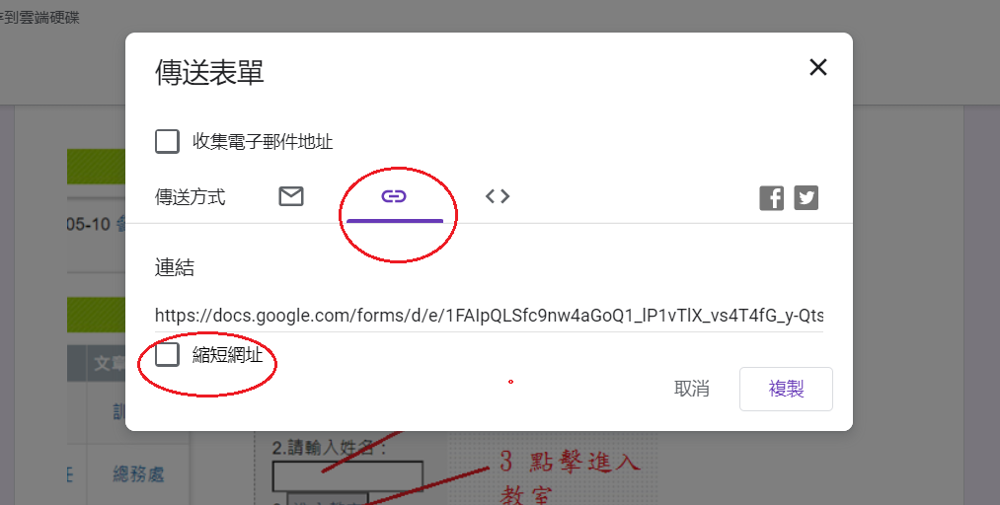 到雲端硬碟
傳送表單
收集電子郵件地址
傳送方式
05-10
連結
https://docs.google.com/forms/d/e/1FAIpQLSfc9nw4aGoQ1_lP1vTlX_vs4T4fG_y-Qts
縮短網址
文章
取消
複製
訓
2.請輸入姓名：
3 點擊進入
教室
總務處